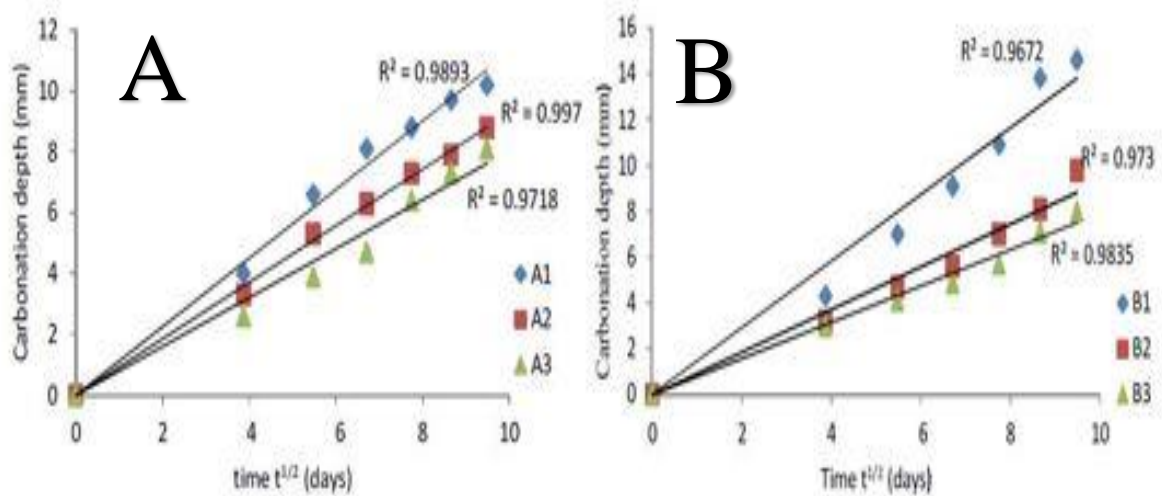 A
Carbonation depth (mm)
12
10
8
6
4
2
0
R² = 0.9893
R² = 0.997
R² = 0.9718
A1
A2
A3
0 2 4 6 8 10
time t^1/2 (days)
B
Carbonation depth (mm)
16
14
12
10
8
6
4
2
0
R² = 0.9672
R² = 0.973
R² = 0.9835
B1
B2
B3
0 2 4 6 8 10
Time t^1/2 (days)